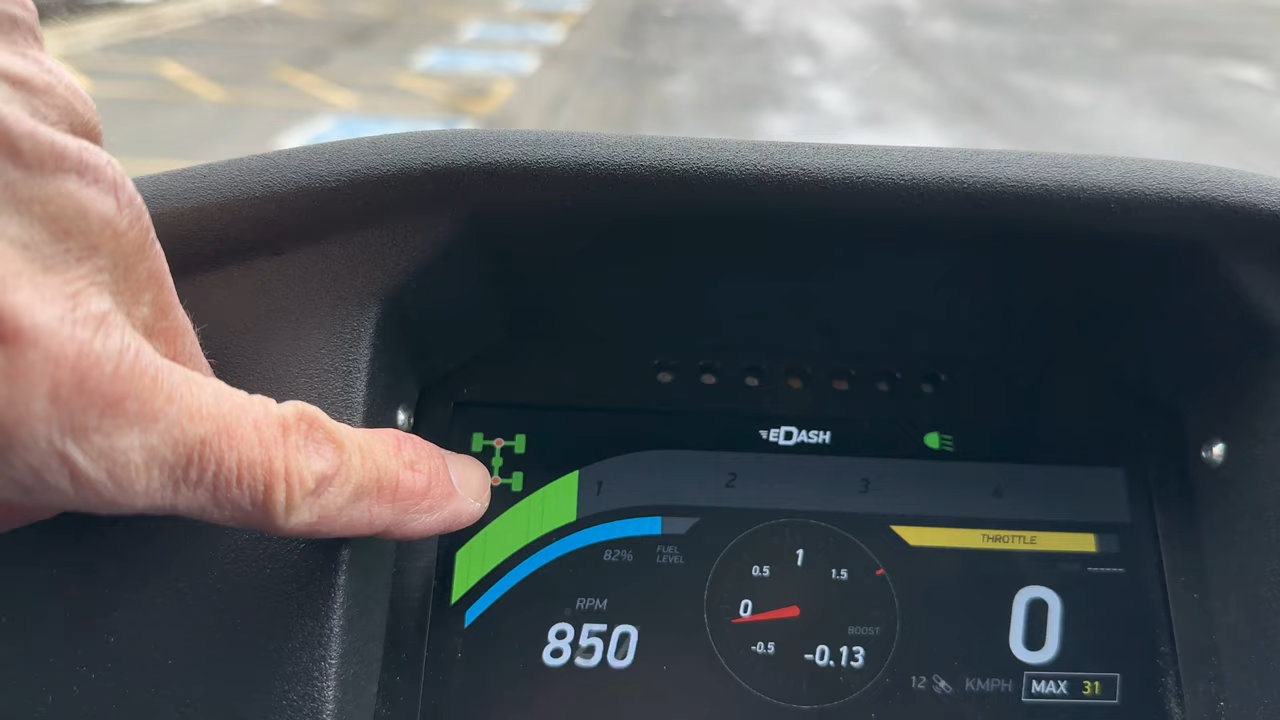 EDASH
1 2 3 4
THROTTLE
82% FUEL LEVEL
0.5 1 1.5
0
-0.5
BOOST
-0.13
RPM
850
0
12 KMPH MAX 31